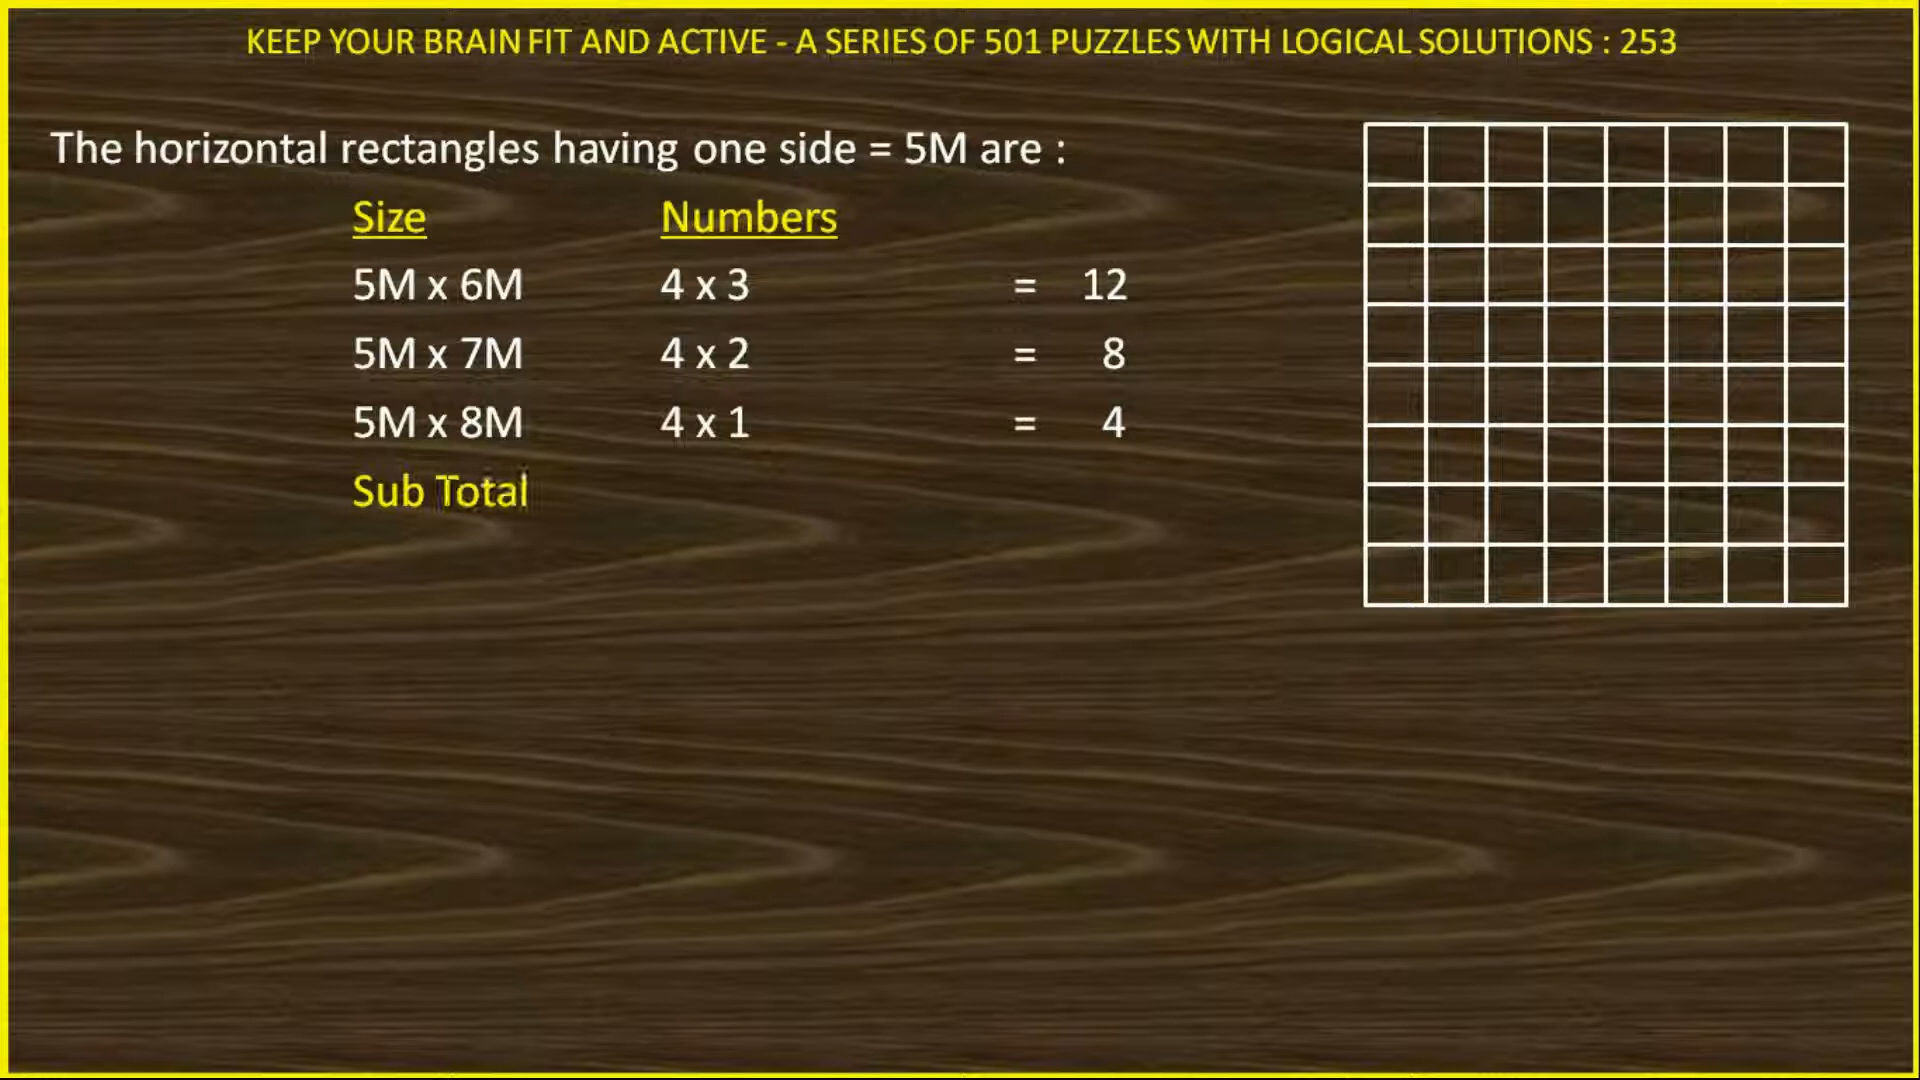 KEEP YOUR BRAIN FIT AND ACTIVE - A SERIES OF 501 PUZZLES WITH LOGICAL SOLUTIONS : 253
The horizontal rectangles having one side = 5M are :
Size Numbers
5M x 6M 4 x 3 = 12
5M x 7M 4 x 2 = 8
5M x 8M 4 x 1 = 4
Sub Total